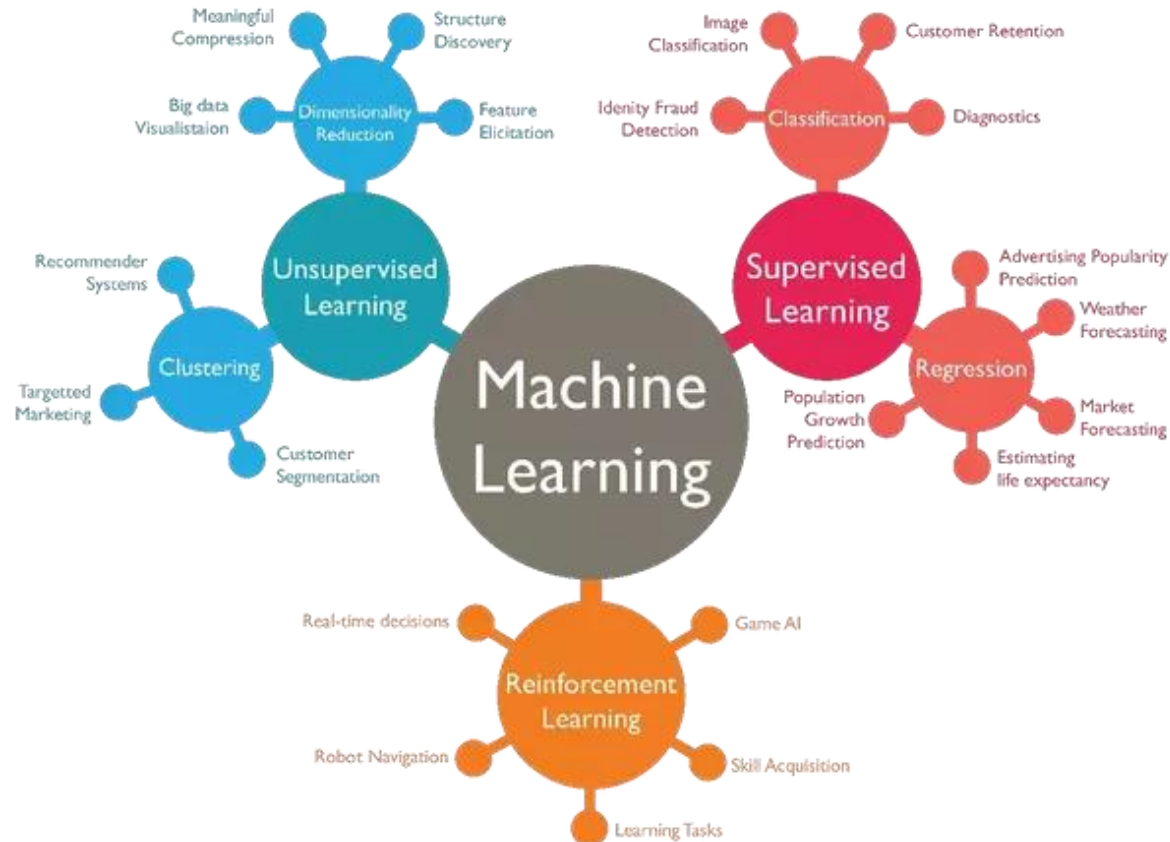 Meaningful
Compression
Structure
Discovery
Big data
Visualistaion
Dimensionality
Reduction
Feature
Elicitation
Image
Classification
Customer Retention
Idenity Fraud
Detection
Classification
Diagnostics
Recommender
Systems
Unsupervised
Learning
Clustering
Targetted
Marketing
Customer
Segmentation
Machine
Learning
Supervised
Learning
Advertising Popularity
Prediction
Weather
Forecasting
Regression
Population
Growth
Prediction
Market
Forecasting
Estimating
life expectancy
Real-time decisions
Game AI
Reinforcement
Learning
Robot Navigation
Skill Acquisition
Learning Tasks